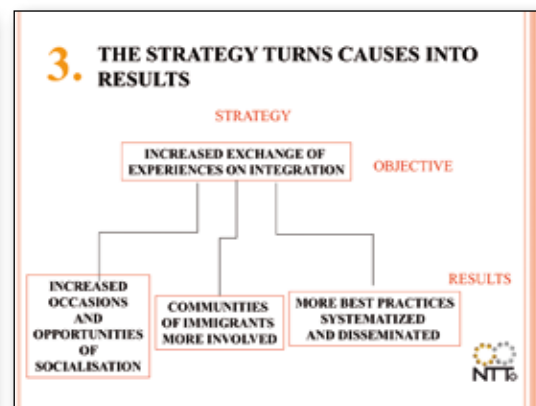 3. THE STRATEGY TURNS CAUSES INTO
RESULTS
STRATEGY
INCREASED EXCHANGE OF
EXPERIENCES ON INTEGRATION
OBJECTIVE
RESULTS
INCREASED
OCCASIONS
AND
OPPORTUNITIES
OF
SOCIALISATION
COMMUNITIES
OF IMMIGRANTS
MORE INVOLVED
MORE BEST PRACTICES
SYSTEMATIZED
AND DISSEMINATED